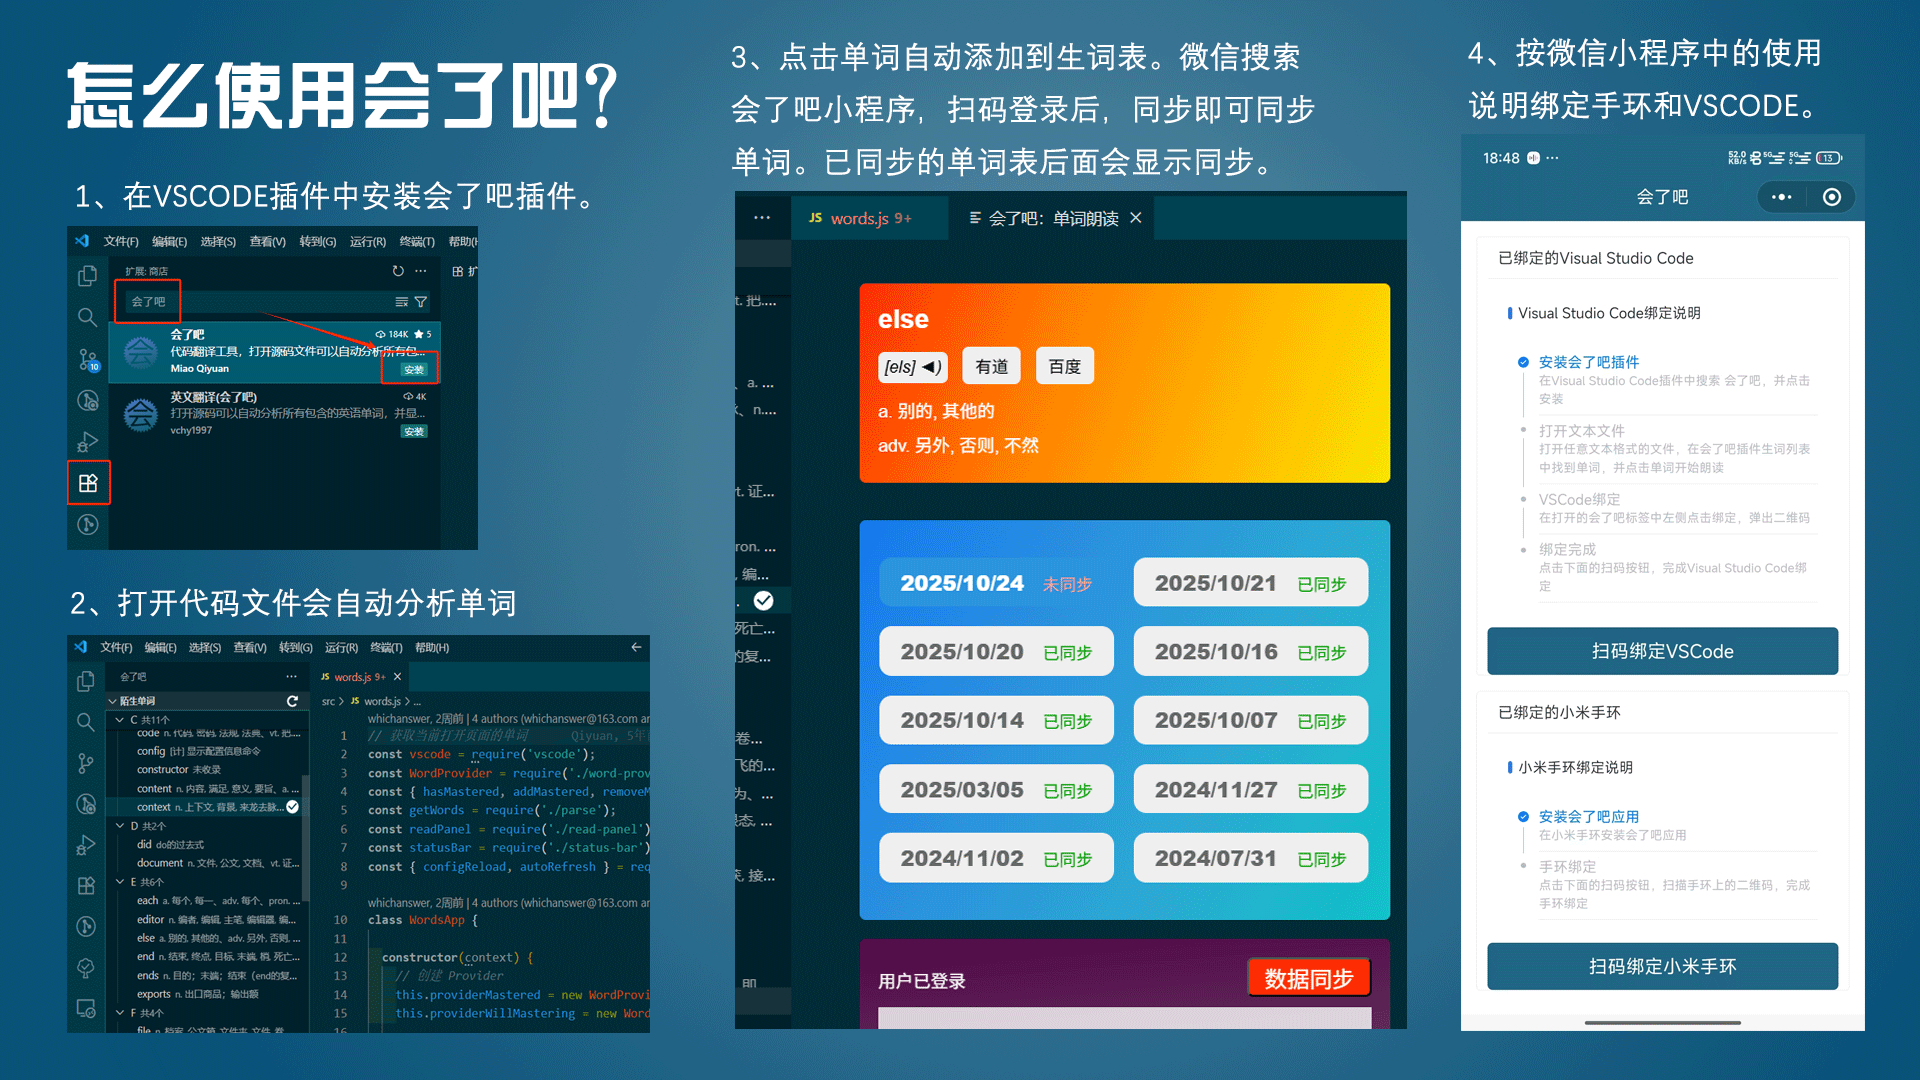 怎么使用会了吧？
1、在VSCODE插件中安装会了吧插件。
文件(F) 编辑(E) 选择(S) 查看(V) 转到(G) 运行(R) 终端(T) 帮助(H
扩展: 商店
扩
会了吧
会了吧 184K ★ 5
代码翻译工具，打开源码文件可以自动分析所有包...
Miao Qiyuan 安装
英文翻译(会了吧) 4K
打开源码可以自动分析所有包含的英语单词，并显...
vchy1997 安装
10
2、打开代码文件会自动分析单词
文件(F) 编辑(E) 选择(S) 查看(V) 转到(G) 运行(R) 终端(T) 帮助(H)
会了吧 ...
陌生单词
C 共11个
code n. 代码, 密码, 法规, 法典、vt. 把...
config [计] 显示配置信息命令
constructor 未收录
content n. 内容, 满足, 意义, 要旨、a. ...
context n. 上下文, 背景, 来龙去脉...
D 共2个
did do的过去式
document n. 文件, 公文, 文档、vt. 证...
E 共6个
each a. 每个, 每一、adv. 每个、pron. ...
editor n. 编者, 编辑, 主笔, 编辑器, 编...
else a. 别的, 其他的、adv. 另外, 否则, ...
end n. 结束, 终点, 目标, 末端, 梢, 死亡...
ends n. 目的；末端；结束（end的复...
exports n. 出口商品；输出额
F 共4个
file n. 档案, 公文箱, 文件夹, 文件, 卷...
JS words.js 9+ ×
src > JS words.js > ...
whichanswer, 2周前 | 4 authors (whichanswer@163.com an
1 // 获取当前打开页面的单词 Qiyuan, 5年
2 const vscode = require('vscode');
3 const WordProvider = require('./word-prov
4 const { hasMastered, addMastered, removeM
5 const getWords = require('./parse');
6 const readPanel = require('./read-panel')
7 const statusBar = require('./status-bar')
8 const { configReload, autoRefresh } = req
9
whichanswer, 2周前 | 4 authors (whichanswer@163.com an
10 class WordsApp {
11
12 constructor(context) {
13 // 创建 Provider
14 this.providerMastered = new WordProvi
15 this.providerWillMastering = new Word
16
3、点击单词自动添加到生词表。微信搜索
会了吧小程序，扫码登录后，同步即可同步
单词。已同步的单词表后面会显示同步。
... JS words.js 9+ 会了吧：单词朗读 ×
t. 把....
、a. ...
、n....
t. 证...
ron. ...
, 编...
死亡...
的复...
卷...
飞的...
为、...
态, ...
, 接...
即
else
[els] 有道 百度
a. 别的, 其他的
adv. 另外, 否则, 不然
2025/10/24 未同步 2025/10/21 已同步
2025/10/20 已同步 2025/10/16 已同步
2025/10/14 已同步 2025/10/07 已同步
2025/03/05 已同步 2024/11/27 已同步
2024/11/02 已同步 2024/07/31 已同步
用户已登录 数据同步
4、按微信小程序中的使用
说明绑定手环和VSCODE。
18:48 ... 52.0 KB/s 5G 5G 13
会了吧
已绑定的Visual Studio Code
Visual Studio Code绑定说明
安装会了吧插件
在Visual Studio Code插件中搜索 会了吧，并点击
安装
打开文本文件
打开任意文本格式的文件，在会了吧插件生词列表
中找到单词，并点击单词开始朗读
VSCode绑定
在打开的会了吧标签中左侧点击绑定，弹出二维码
绑定完成
点击下面的扫码按钮，完成Visual Studio Code绑
定
扫码绑定VSCode
已绑定的小米手环
小米手环绑定说明
安装会了吧应用
在小米手环安装会了吧应用
手环绑定
点击下面的扫码按钮，扫描手环上的二维码，完成
手环绑定
扫码绑定小米手环